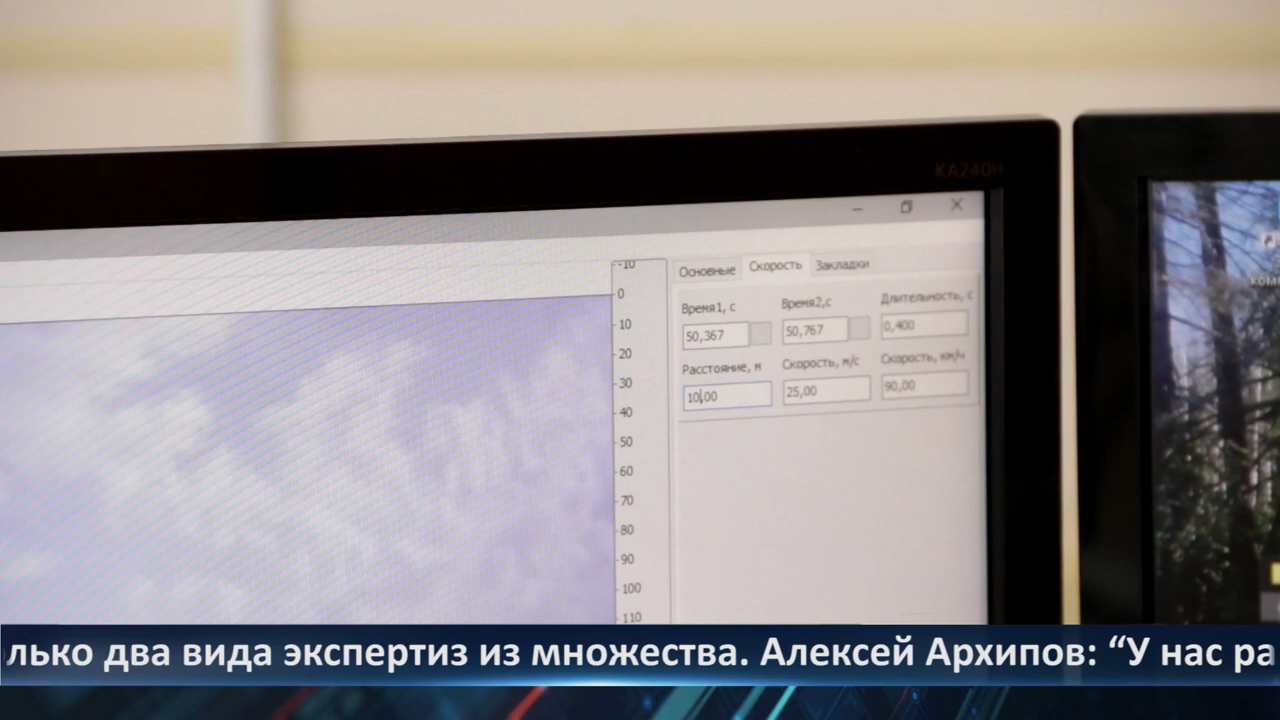 KA240H
Основные Скорость Закладки
Время1, с Время2,с Длительность, с
50,367 50,767 0,400
Расстояние, м Скорость, м/с Скорость, км/ч
10,00 25,00 90,00
-10
0
10
20
30
40
50
60
70
80
90
100
110
лько два вида экспертиз из множества. Алексей Архипов: “У нас ра